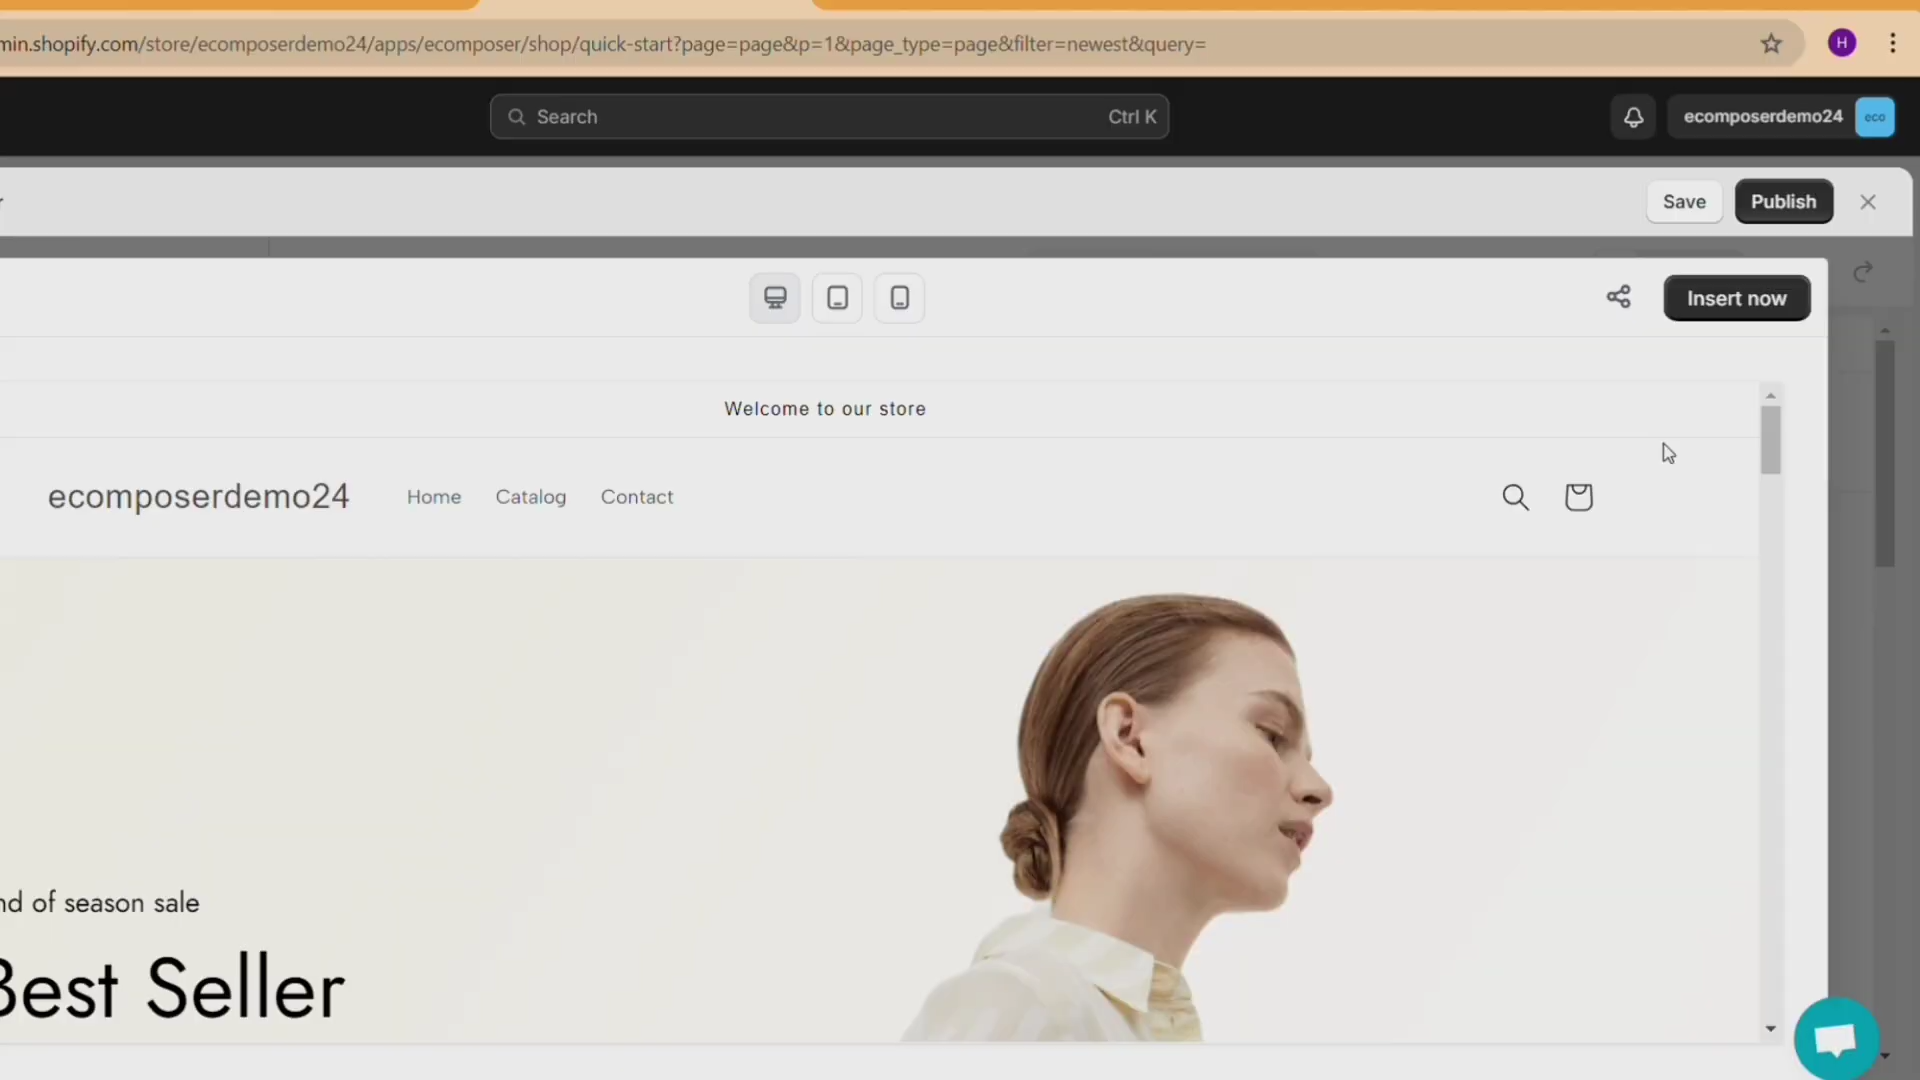 min.shopify.com/store/ecomposerdemo24/apps/ecomposer/shop/quick-start?page=page&p=1&page_type=page&filter=newest&query=
H
Search
Ctrl K
ecomposerdemo24
eco
Save
Publish
Insert now
Welcome to our store
ecomposerdemo24
Home
Catalog
Contact
nd of season sale
Best Seller